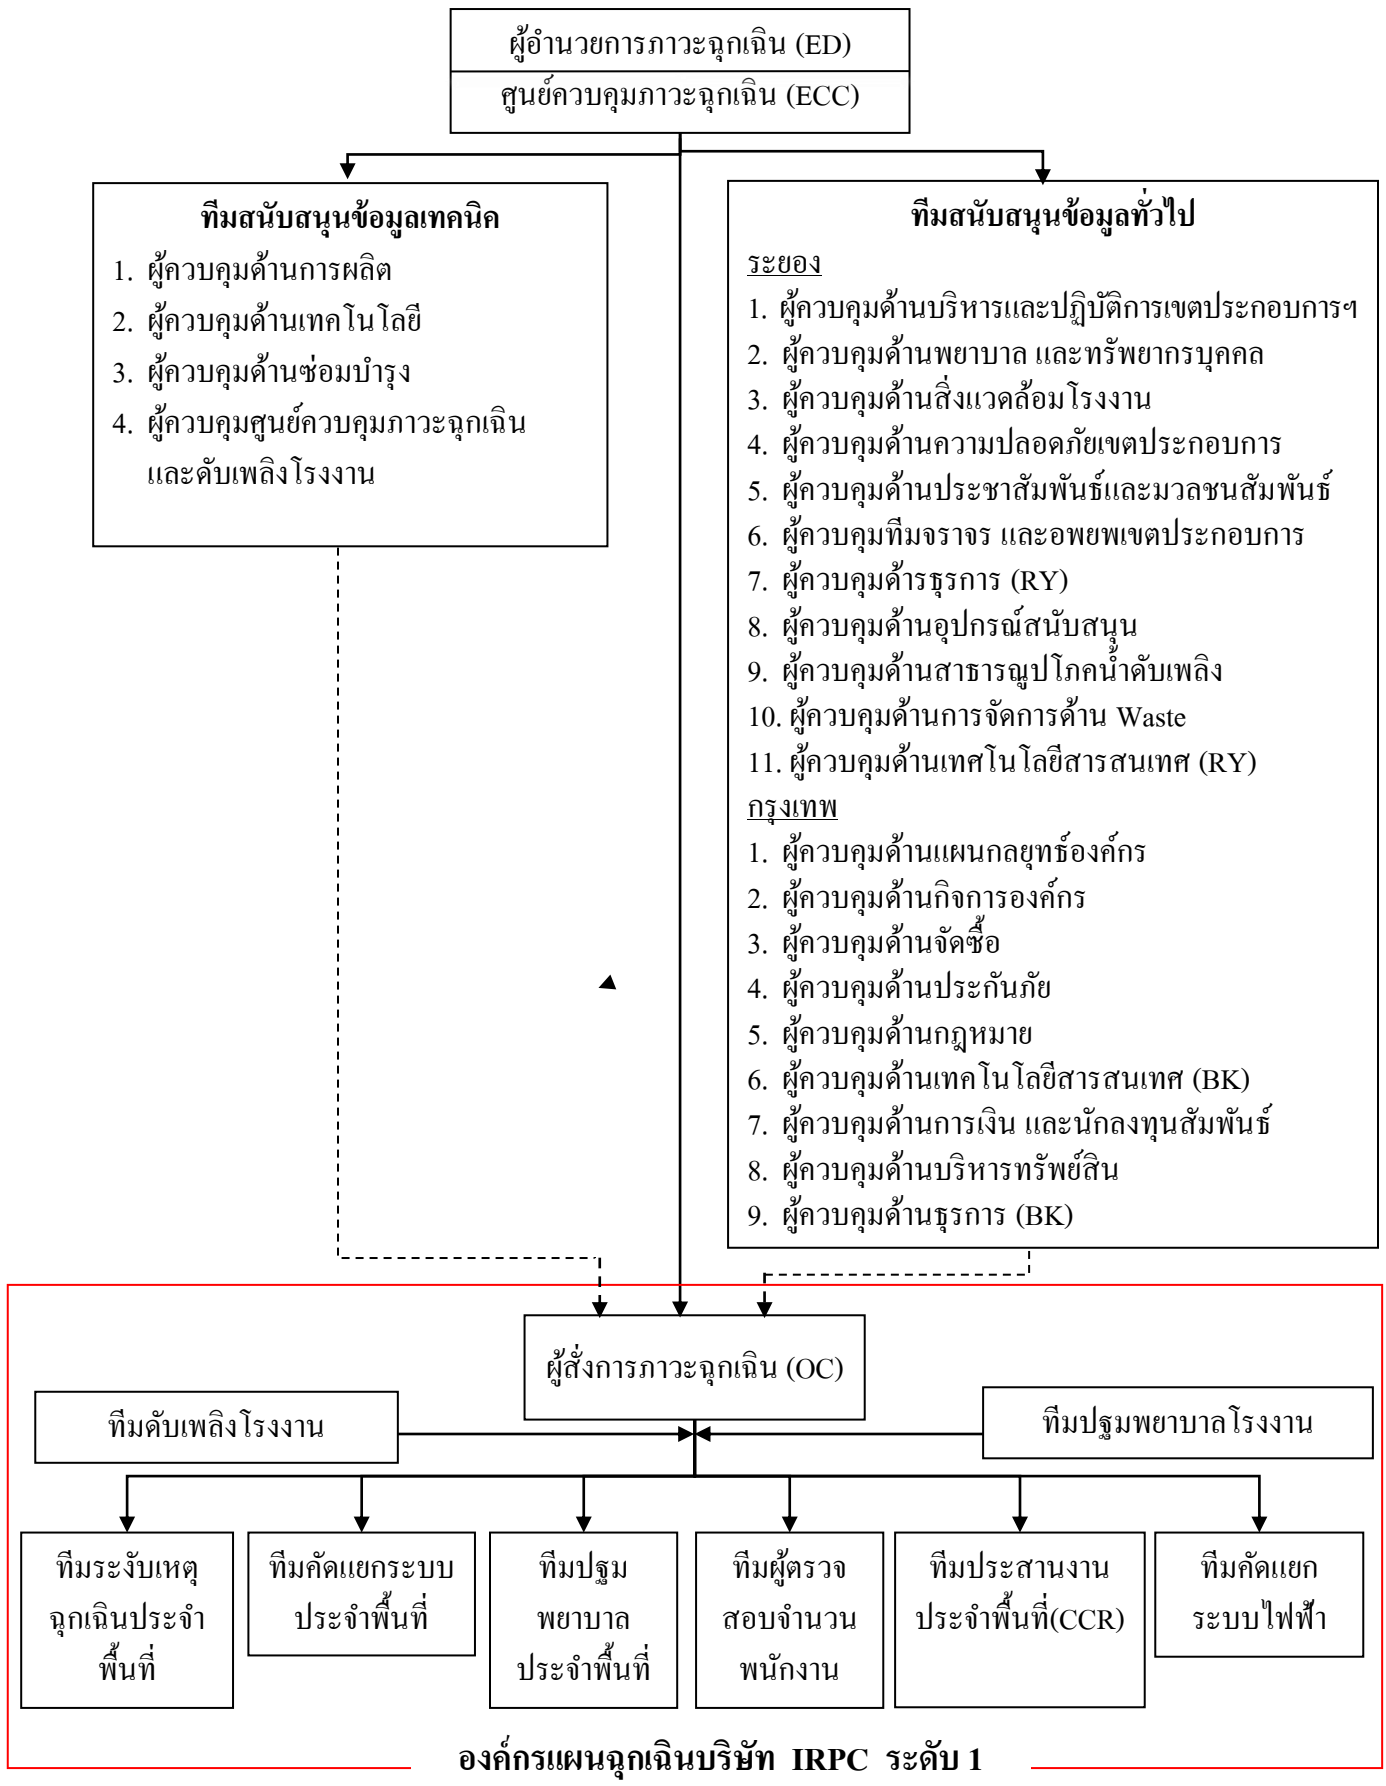 ผู้อำนวยการภาวะฉุกเฉิน (ED)
ศูนย์ควบคุมภาวะฉุกเฉิน (ECC)
ทีมสนับสนุนข้อมูลเทคนิค
1. ผู้ควบคุมด้านการผลิต
2. ผู้ควบคุมด้านเทคโนโลยี
3. ผู้ควบคุมด้านซ่อมบำรุง
4. ผู้ควบคุมศูนย์ควบคุมภาวะฉุกเฉิน
และดับเพลิงโรงงาน
ทีมสนับสนุนข้อมูลทั่วไป
ระยอง
1. ผู้ควบคุมด้านบริหารและปฏิบัติการเขตประกอบการฯ
2. ผู้ควบคุมด้านพยาบาล และทรัพยากรบุคคล
3. ผู้ควบคุมด้านสิ่งแวดล้อมโรงงาน
4. ผู้ควบคุมด้านความปลอดภัยเขตประกอบการ
5. ผู้ควบคุมด้านประชาสัมพันธ์และมวลชนสัมพันธ์
6. ผู้ควบคุมทีมจราจร และอพยพเขตประกอบการ
7. ผู้ควบคุมด้ารธุรการ (RY)
8. ผู้ควบคุมด้านอุปกรณ์สนับสนุน
9. ผู้ควบคุมด้านสาธารณูปโภคน้ำดับเพลิง
10. ผู้ควบคุมด้านการจัดการด้าน Waste
11. ผู้ควบคุมด้านเทศโนโลยีสารสนเทศ (RY)
กรุงเทพ
1. ผู้ควบคุมด้านแผนกลยุทธ์องค์กร
2. ผู้ควบคุมด้านกิจการองค์กร
3. ผู้ควบคุมด้านจัดซื้อ
4. ผู้ควบคุมด้านประกันภัย
5. ผู้ควบคุมด้านกฎหมาย
6. ผู้ควบคุมด้านเทคโนโลยีสารสนเทศ (BK)
7. ผู้ควบคุมด้านการเงิน และนักลงทุนสัมพันธ์
8. ผู้ควบคุมด้านบริหารทรัพย์สิน
9. ผู้ควบคุมด้านธุรการ (BK)
ผู้สั่งการภาวะฉุกเฉิน (OC)
ทีมดับเพลิงโรงงาน
ทีมปฐมพยาบาลโรงงาน
ทีมระงับเหตุ
ฉุกเฉินประจำ
พื้นที่
ทีมคัดแยกระบบ
ประจำพื้นที่
ทีมปฐม
พยาบาล
ประจำพื้นที่
ทีมผู้ตรวจ
สอบจำนวน
พนักงาน
ทีมประสานงาน
ประจำพื้นที่(CCR)
ทีมคัดแยก
ระบบไฟฟ้า
องค์กรแผนฉุกเฉินบริษัท IRPC ระดับ 1